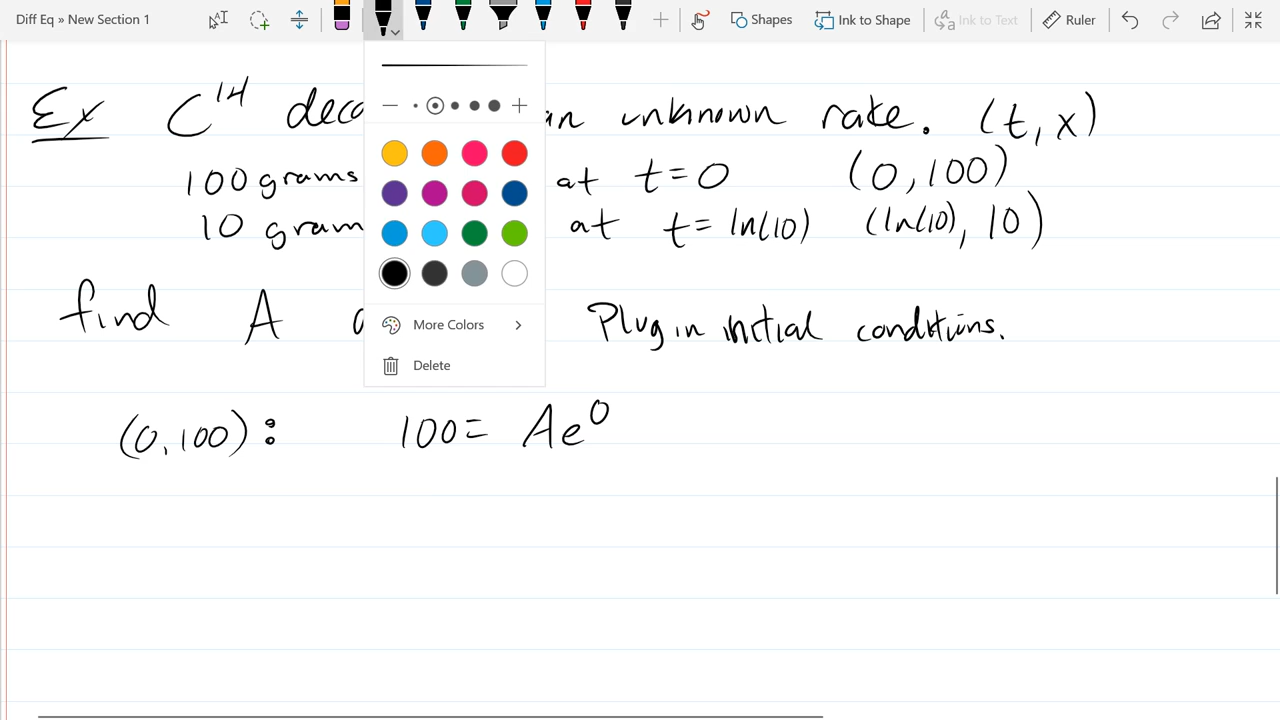 Diff Eq » New Section 1
Shapes
Ink to Shape
Ink to Text
Ruler
Ex C¹⁴ deca an unknown rate. (t, x)
100 grams at t=0 (0,100)
10 gram at t= ln(10) (ln(10), 10)
find A Plug in initial conditions.
More Colors
Delete
(0,100): 100= Ae⁰